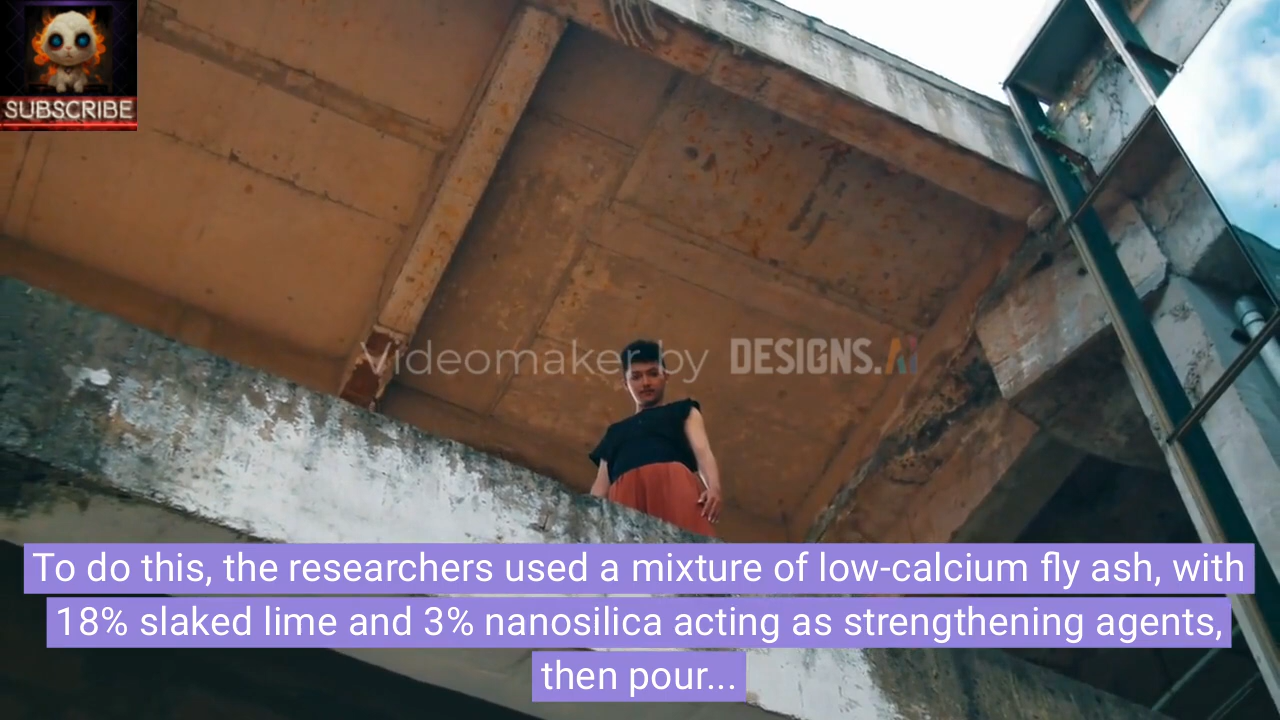 SUBSCRIBE
Videomaker by DESIGNS.AI
To do this, the researchers used a mixture of low-calcium fly ash, with
18% slaked lime and 3% nanosilica acting as strengthening agents,
then pour...